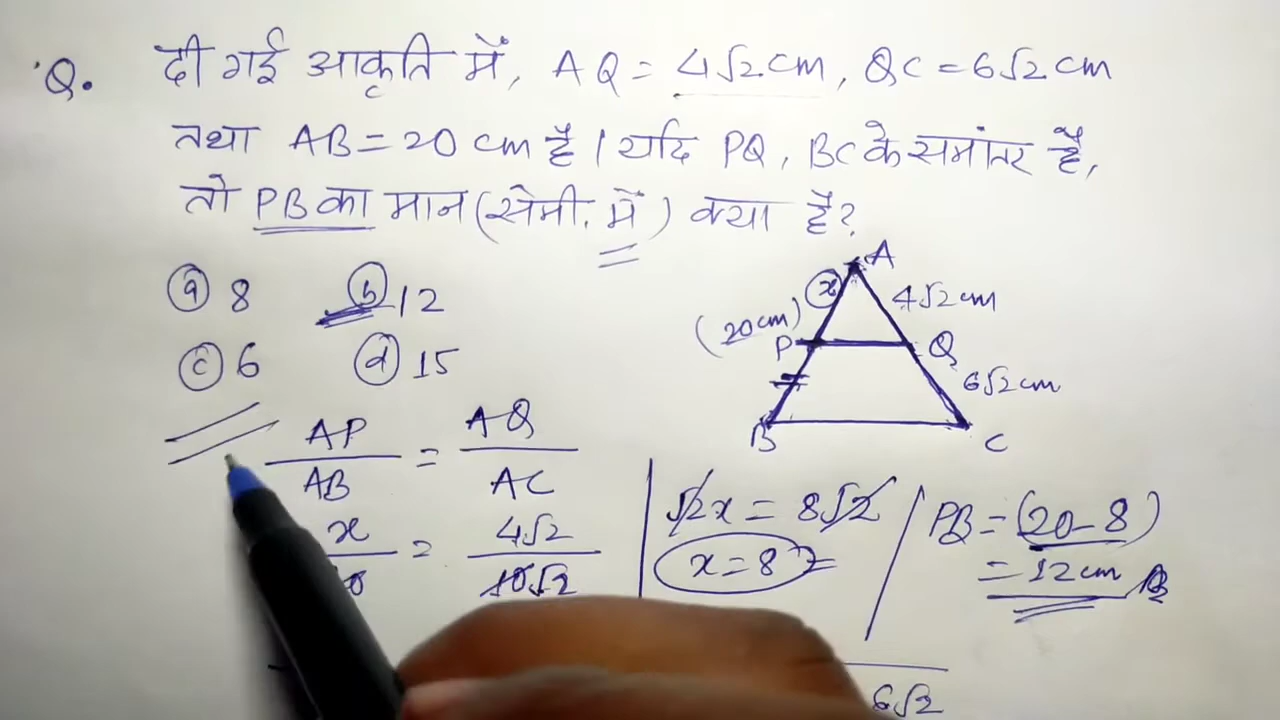 Q. दी गई आकृति में, AQ = 4√2 cm, QC = 6√2 cm
तथा AB = 20 cm है। यदि PQ, BC के समांतर है,
तो PB का मान (सेमी. में) क्या है?
(a) 8 (b) 12
(c) 6 (d) 15
A
x
4√2 cm
(20 cm)
P
Q
6√2 cm
B
C
AP/AB = AQ/AC
x/ = 4√2/10√2
√2x = 8√2
x = 8
PB = (20-8)
= 12 cm
6√2